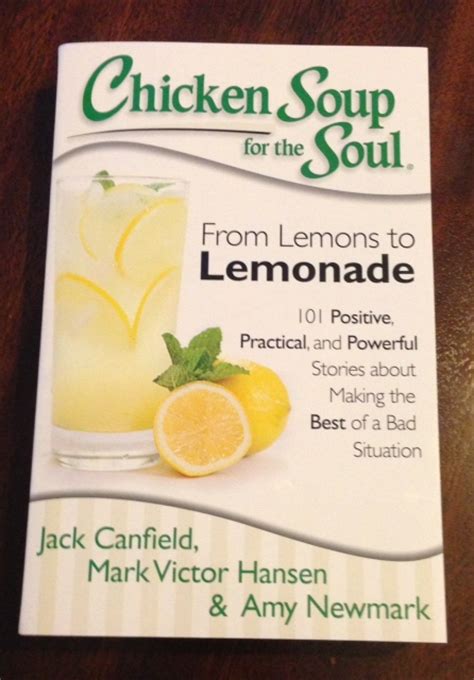 Chicken Soup
for the Soul®
From Lemons to
Lemonade
101 Positive,
Practical, and Powerful
Stories about
Making the
Best of a Bad
Situation
Jack Canfield,
Mark Victor Hansen
& Amy Newmark